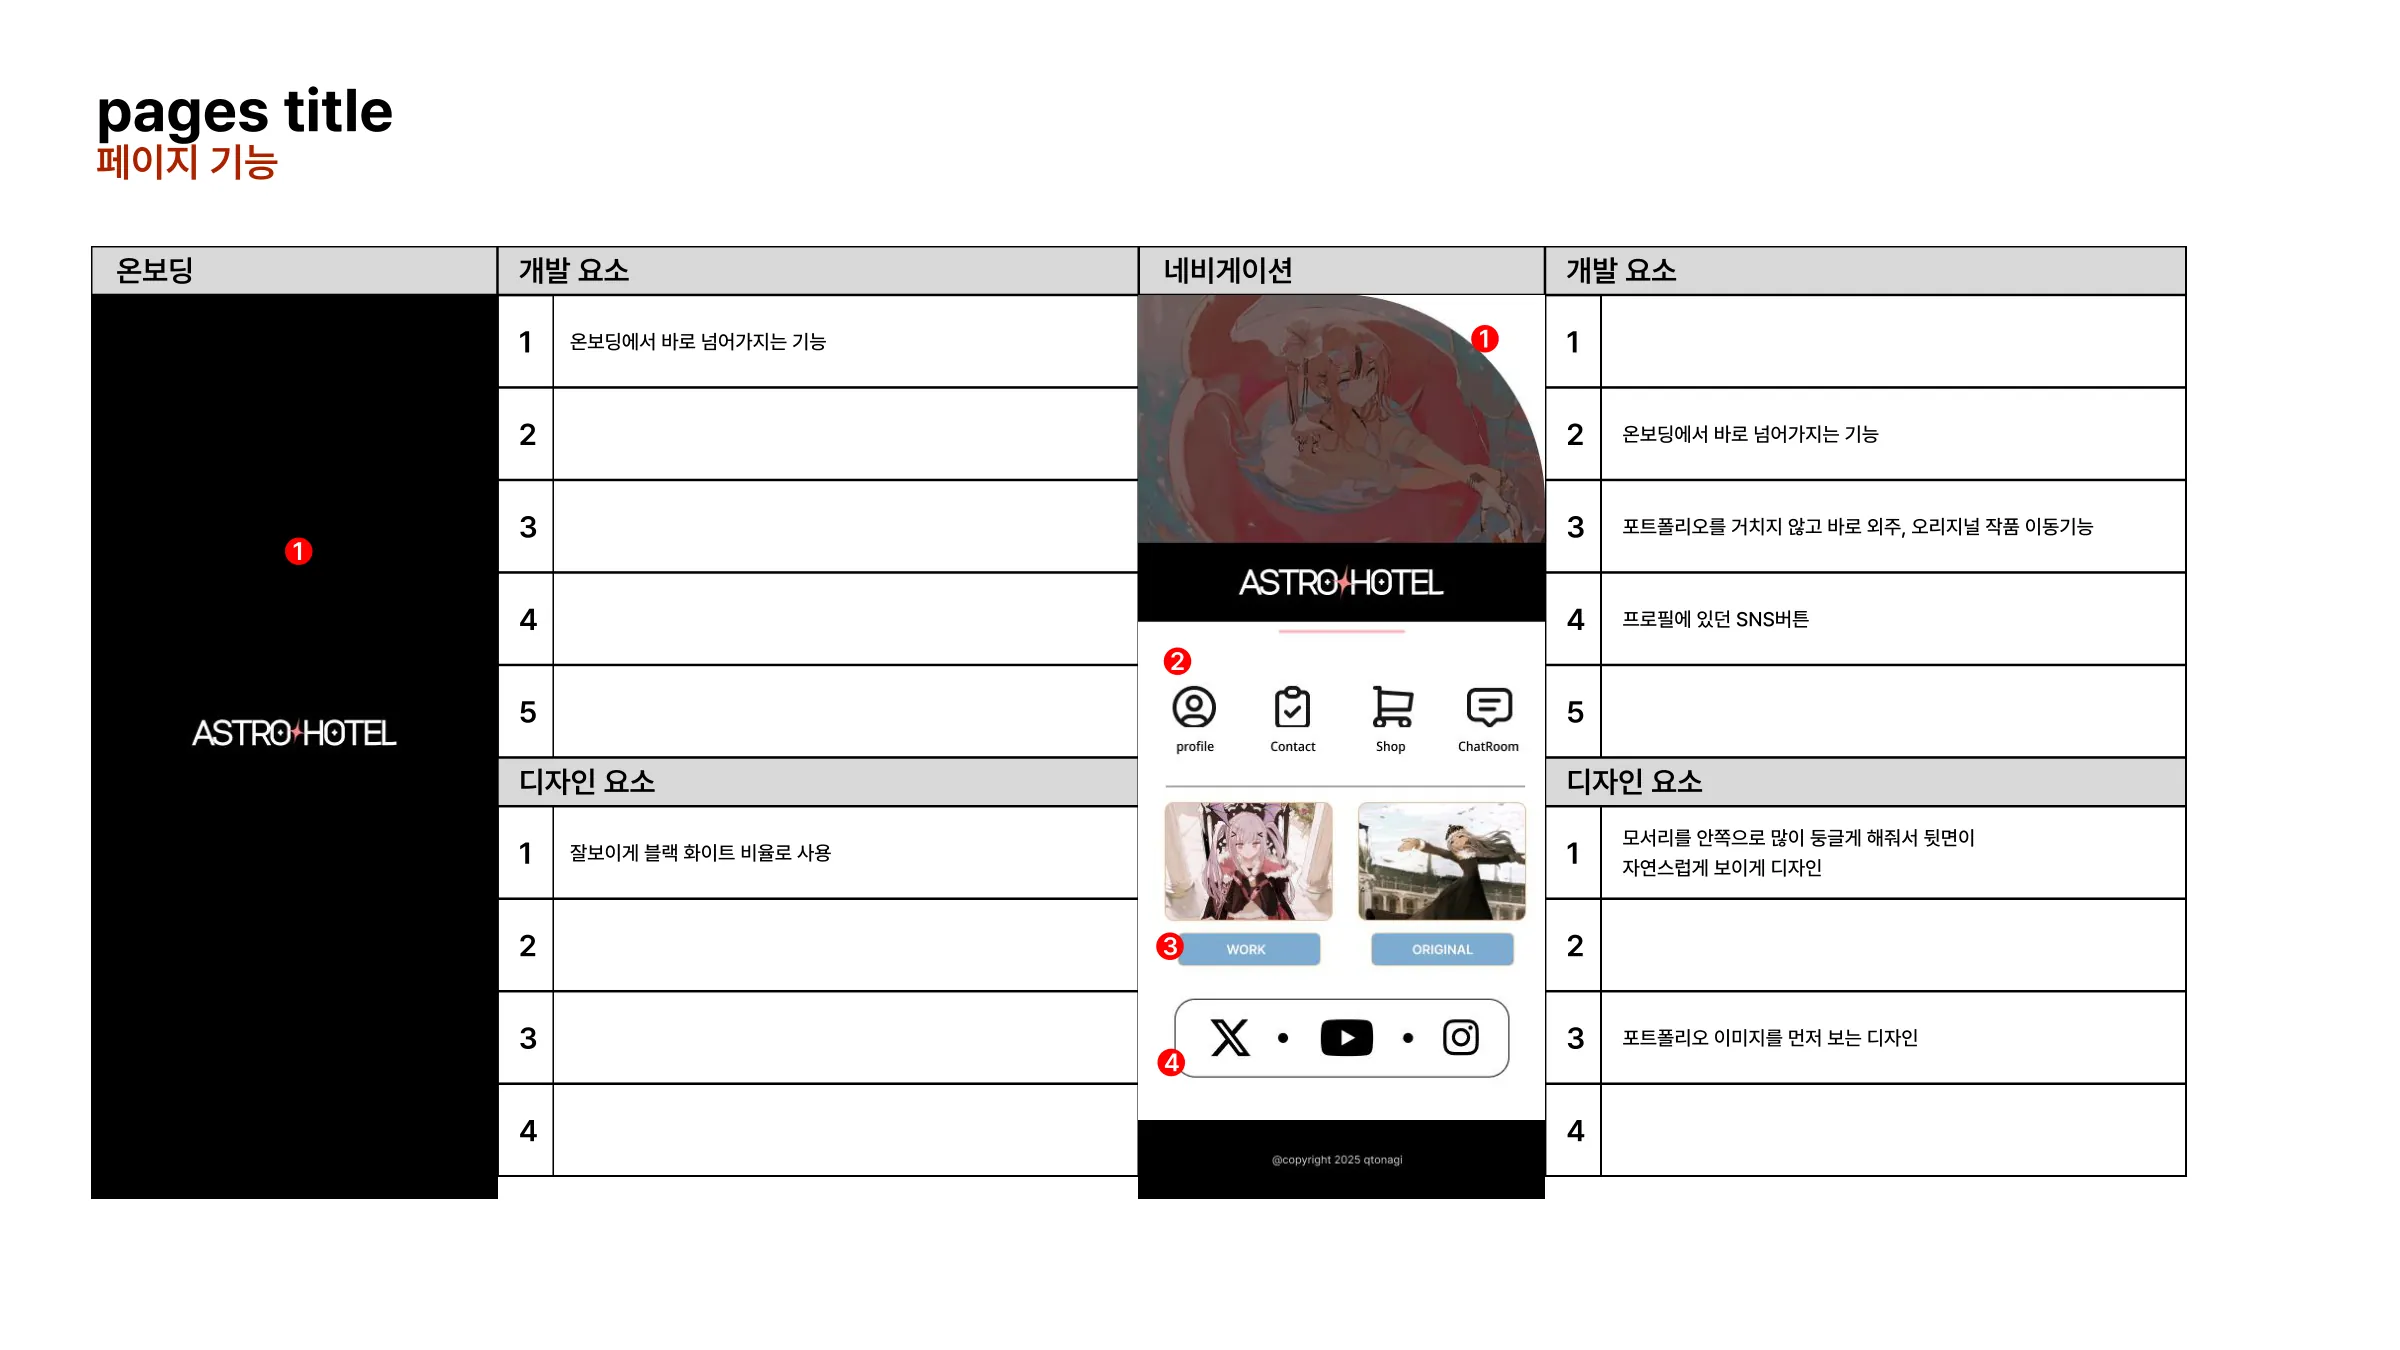 pages title
페이지 기능
온보딩
개발 요소
네비게이션
개발 요소
1
ASTRO HOTEL
1 온보딩에서 바로 넘어가지는 기능
2
3
4
5
디자인 요소
1 잘보이게 블랙 화이트 비율로 사용
2
3
4
1
ASTRO HOTEL
2
profile
Contact
Shop
ChatRoom
3
WORK
ORIGINAL
4
@copyright 2025 qtonagi
1
2 온보딩에서 바로 넘어가지는 기능
3 포트폴리오를 거치지 않고 바로 외주, 오리지널 작품 이동기능
4 프로필에 있던 SNS버튼
5
디자인 요소
1 모서리를 안쪽으로 많이 둥글게 해줘서 뒷면이
자연스럽게 보이게 디자인
2
3 포트폴리오 이미지를 먼저 보는 디자인
4